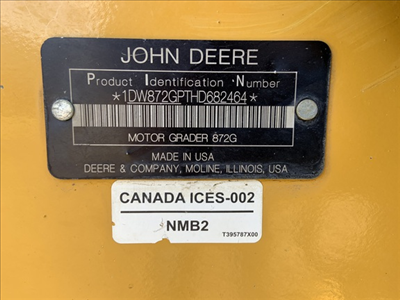 JOHN DEERE
Product Identification Number
*1DW872GPTHD682464*
MOTOR GRADER 872G
MADE IN USA
DEERE & COMPANY, MOLINE, ILLINOIS, USA
CANADA ICES-002
NMB2
T395787X00